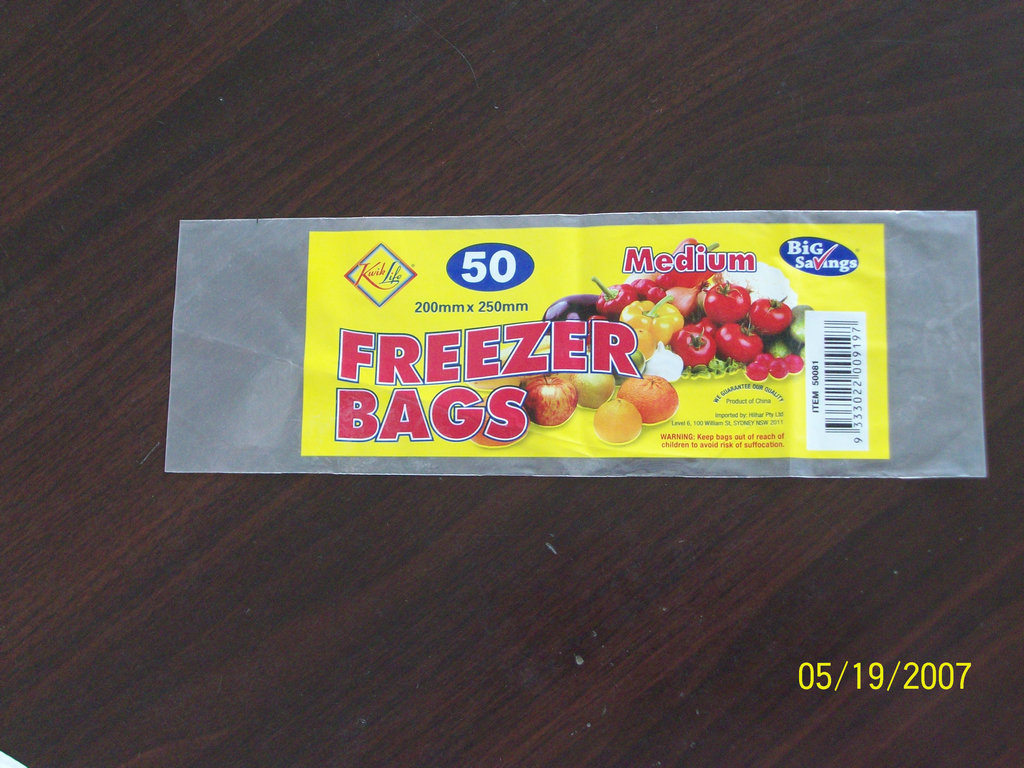 Kwik Life
50
200mm x 250mm
Medium
BiG
Savings
FREEZER
BAGS
WE GUARANTEE OUR QUALITY
Product of China
Imported by: Hilhar Pty Ltd
Level 6, 100 William St, SYDNEY NSW 2011
WARNING: Keep bags out of reach of
children to avoid risk of suffocation.
ITEM 50081
9 333022 009197
05/19/2007